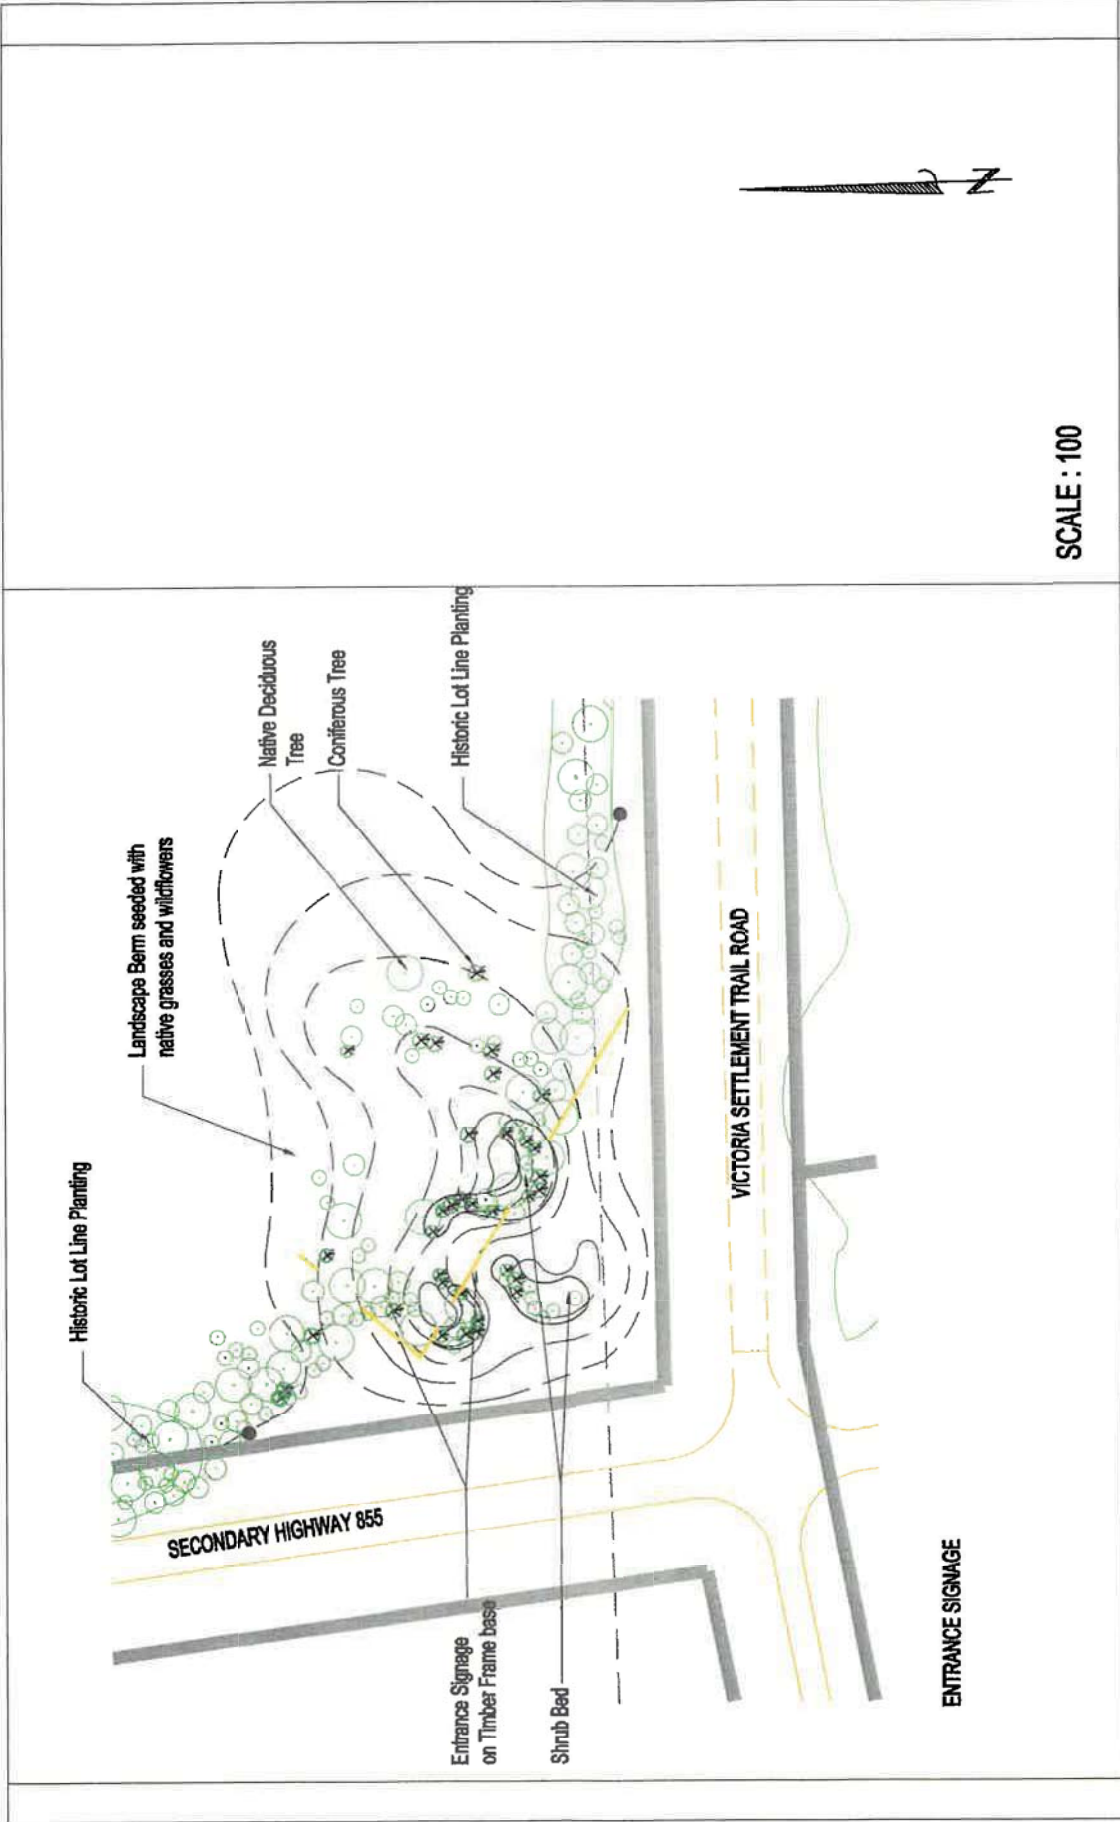 Historic Lot Line Planting
Landscape Berm seeded with
native grasses and wildflowers
Native Deciduous
Tree
Coniferous Tree
Historic Lot Line Planting
SECONDARY HIGHWAY 855
Entrance Signage
on Timber Frame base
Shrub Bed
VICTORIA SETTLEMENT TRAIL ROAD
ENTRANCE SIGNAGE
SCALE : 100
N